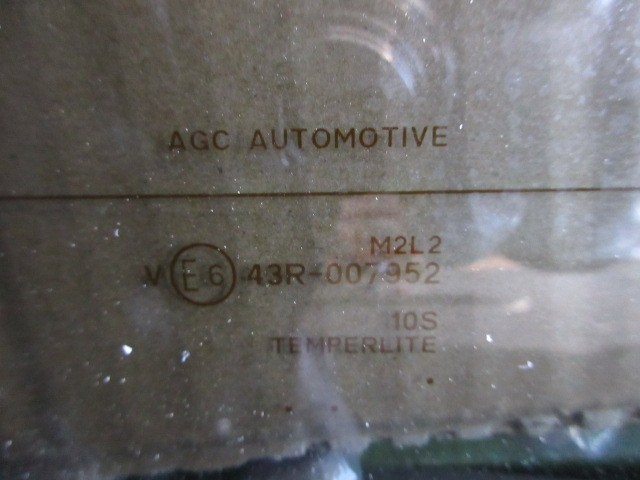 AGC AUTOMOTIVE
M2L2
V E6 43R-007952
10S
TEMPERLITE